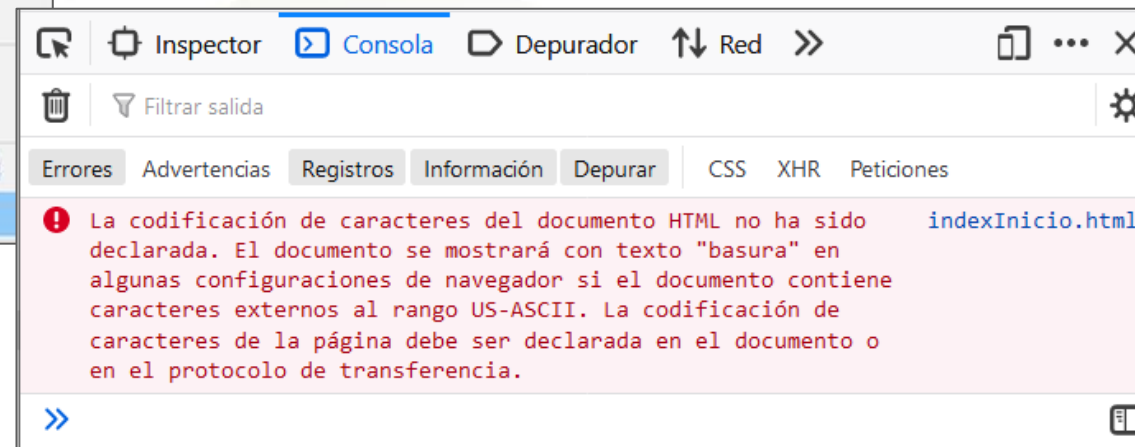 Inspector Consola Depurador Red
Filtrar salida
Errores Advertencias Registros Información Depurar CSS XHR Peticiones
La codificación de caracteres del documento HTML no ha sido indexInicio.html
declarada. El documento se mostrará con texto "basura" en
algunas configuraciones de navegador si el documento contiene
caracteres externos al rango US-ASCII. La codificación de
caracteres de la página debe ser declarada en el documento o
en el protocolo de transferencia.